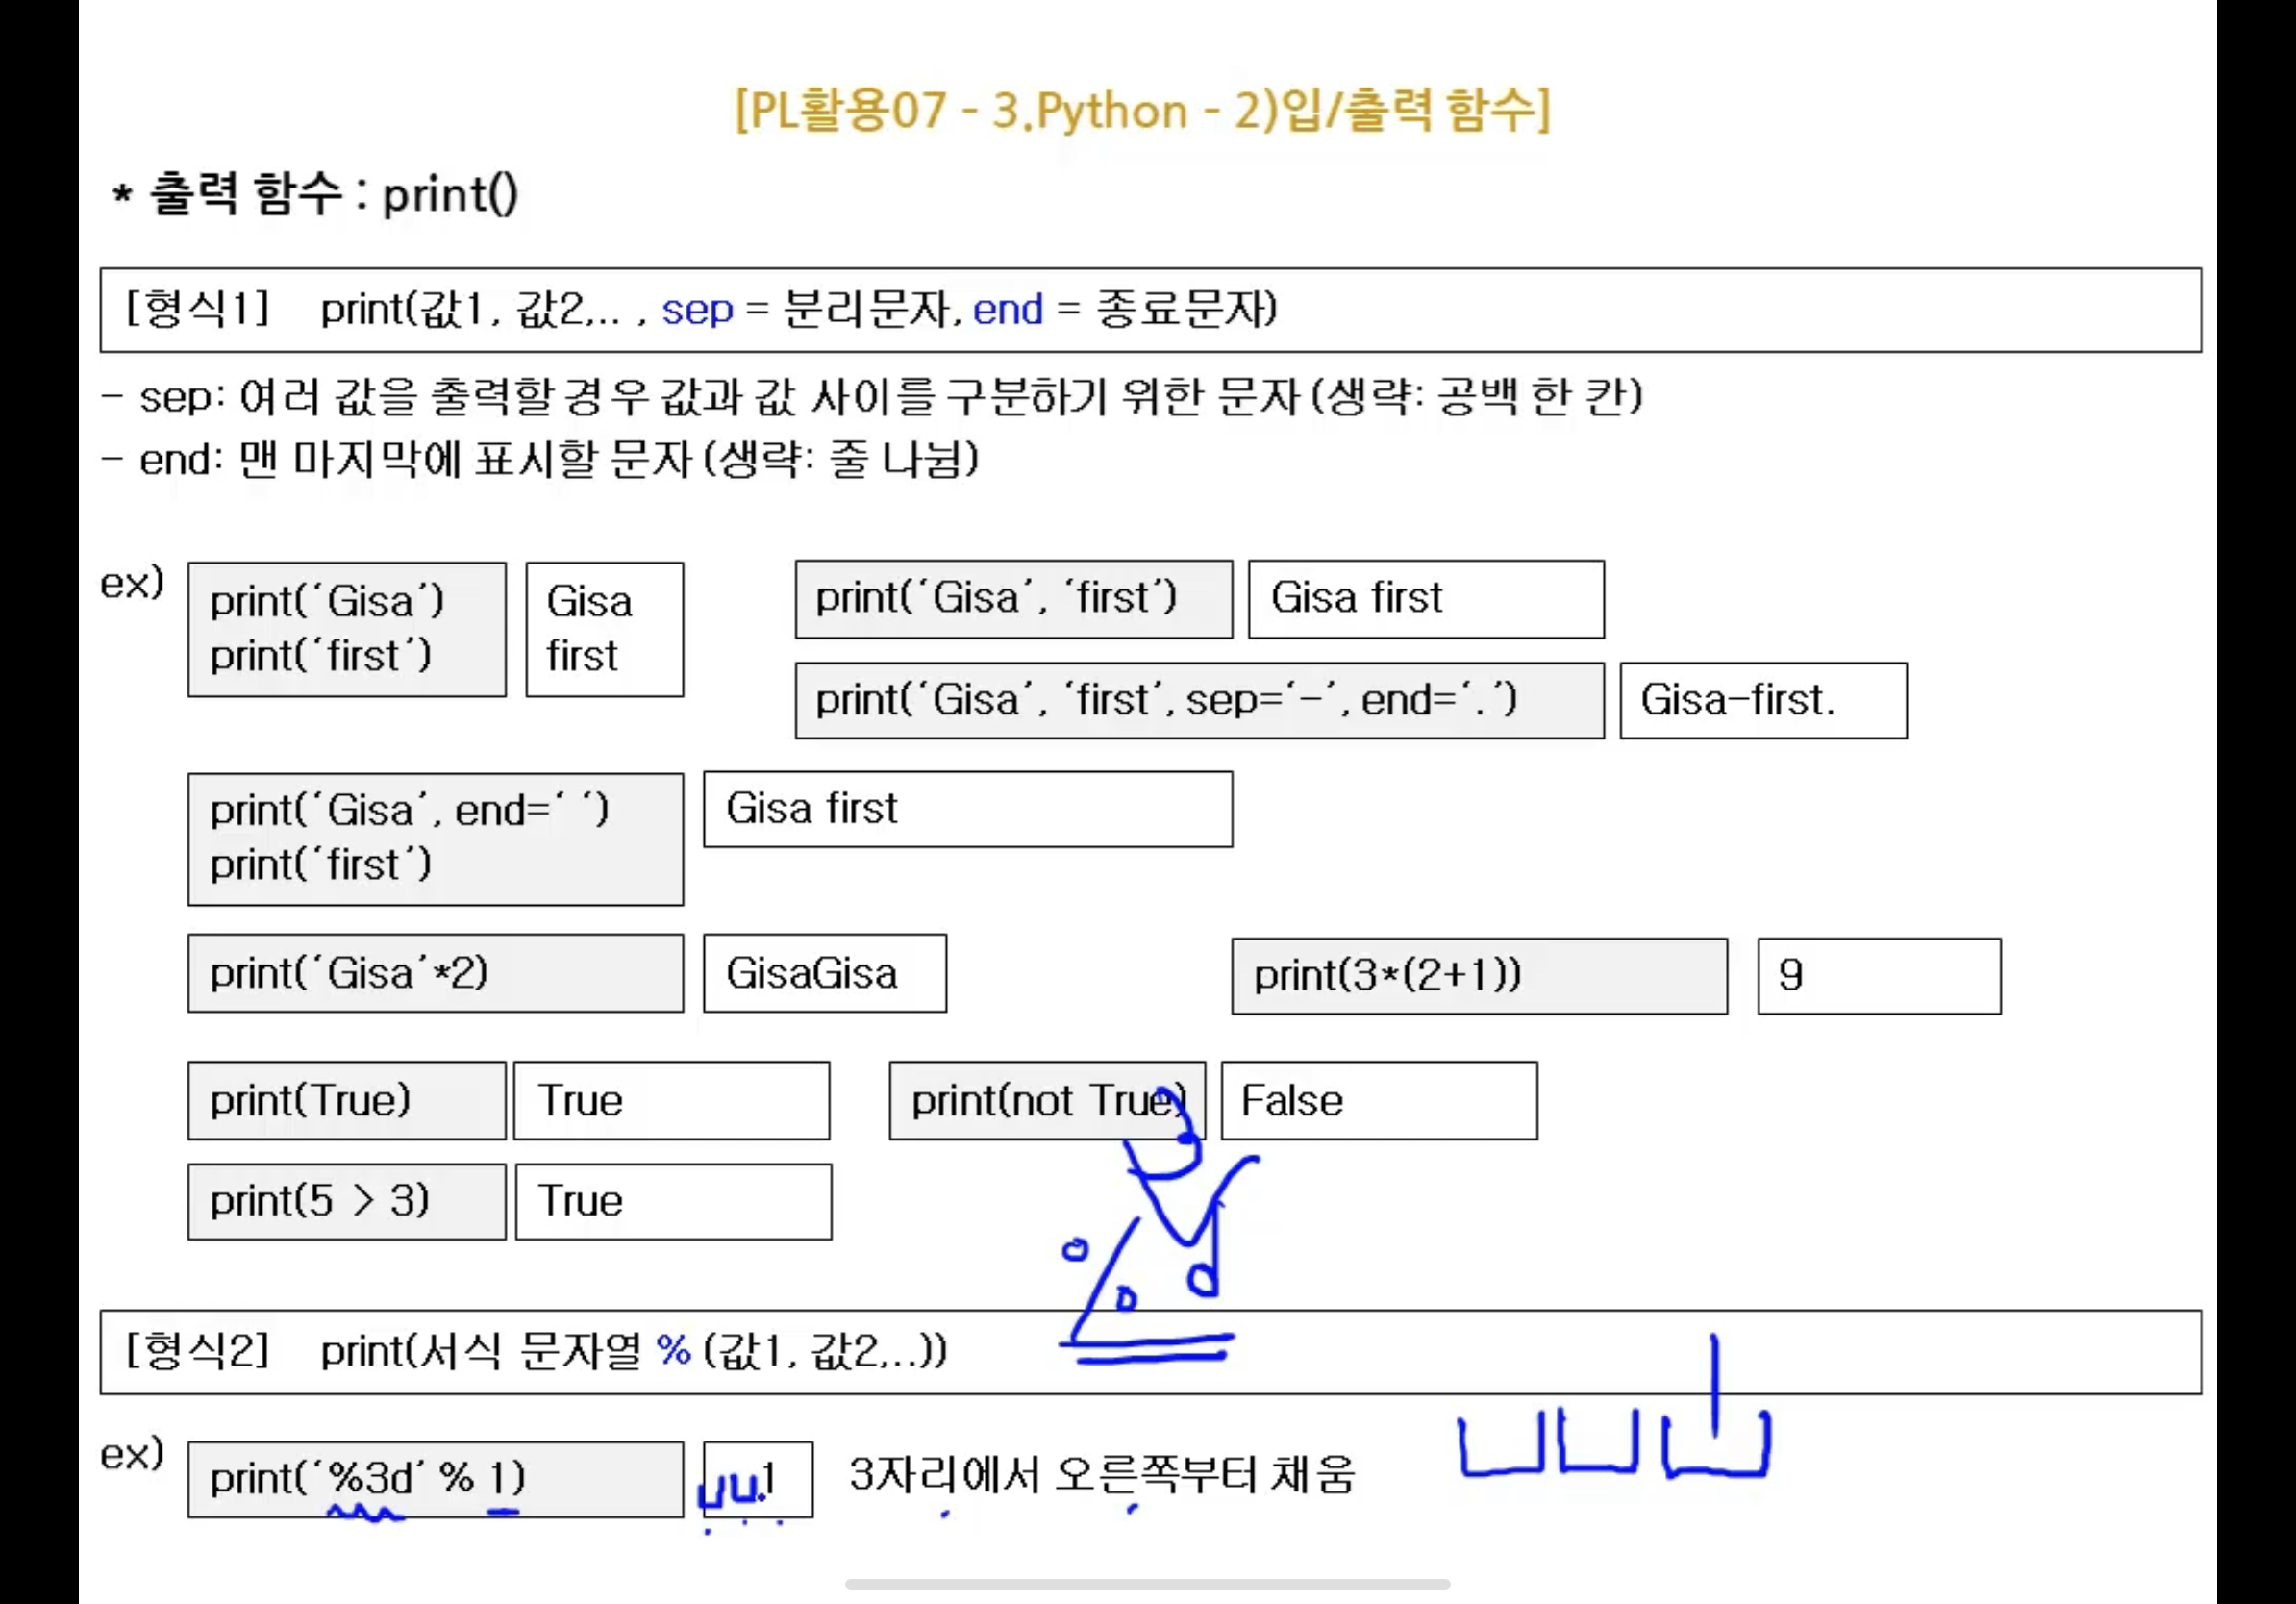 [PL활용07 - 3.Python - 2)입/출력 함수]
* 출력 함수 : print()
[형식1] print(값1, 값2,.. , sep = 분리문자, end = 종료문자)
- sep: 여러 값을 출력할 경우 값과 값 사이를 구분하기 위한 문자 (생략: 공백 한 칸)
- end: 맨 마지막에 표시할 문자 (생략: 줄 나눔)
ex)
print(‘Gisa’)
print(‘first’)
Gisa
first
print(‘Gisa’, ‘first’)
Gisa first
print(‘Gisa’, ‘first’, sep=‘-’, end=‘.’)
Gisa-first.
print(‘Gisa’, end=‘ ‘)
print(‘first’)
Gisa first
print(‘Gisa’*2)
GisaGisa
print(3*(2+1))
9
print(True)
True
print(not True)
False
print(5 > 3)
True
[형식2] print(서식 문자열 % (값1, 값2,..))
ex)
print(‘%3d’ % 1)
1
3자리에서 오른쪽부터 채움